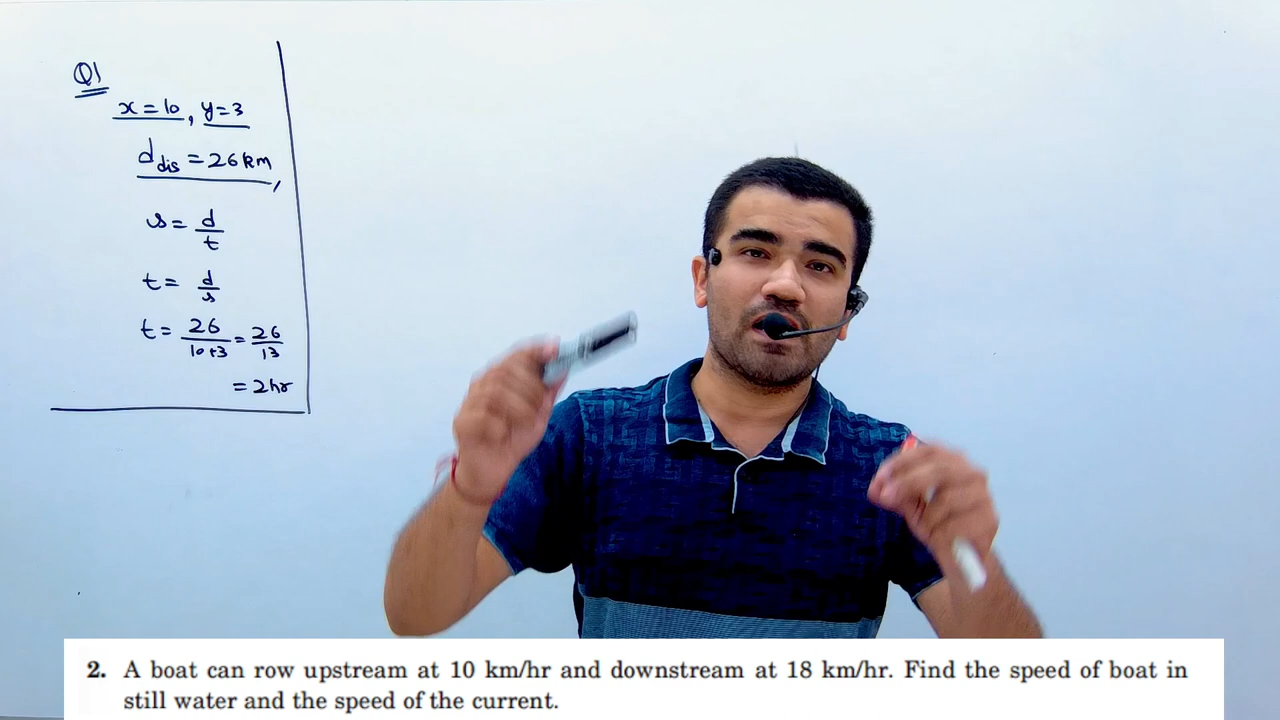 Q1
x = 10, y = 3
d dis = 26 km,
s = d/t
t = d/s
t = 26/10+3 = 26/13
= 2hr
2. A boat can row upstream at 10 km/hr and downstream at 18 km/hr. Find the speed of boat in
still water and the speed of the current.